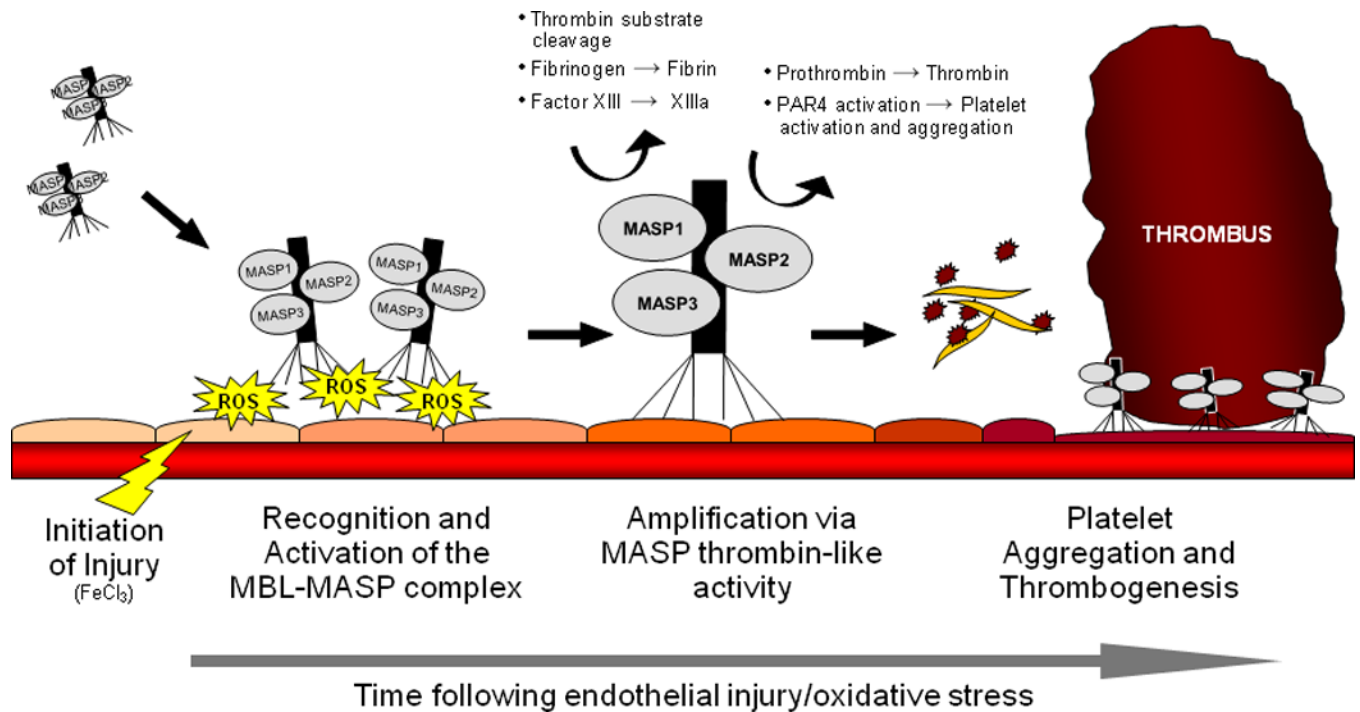 • Thrombin substrate
cleavage
• Fibrinogen → Fibrin
• Factor XIII → XIIIa
• Prothrombin → Thrombin
• PAR4 activation → Platelet
activation and aggregation
MASP2
MASP2
MASP3
MASP1
MASP2
MASP3
MASP1
MASP2
MASP3
MASP1
MASP2
MASP3
THROMBUS
ROS
ROS
ROS
Initiation
of Injury
(FeCl₃)
Recognition and
Activation of the
MBL-MASP complex
Amplification via
MASP thrombin-like
activity
Platelet
Aggregation and
Thrombogenesis
Time following endothelial injury/oxidative stress